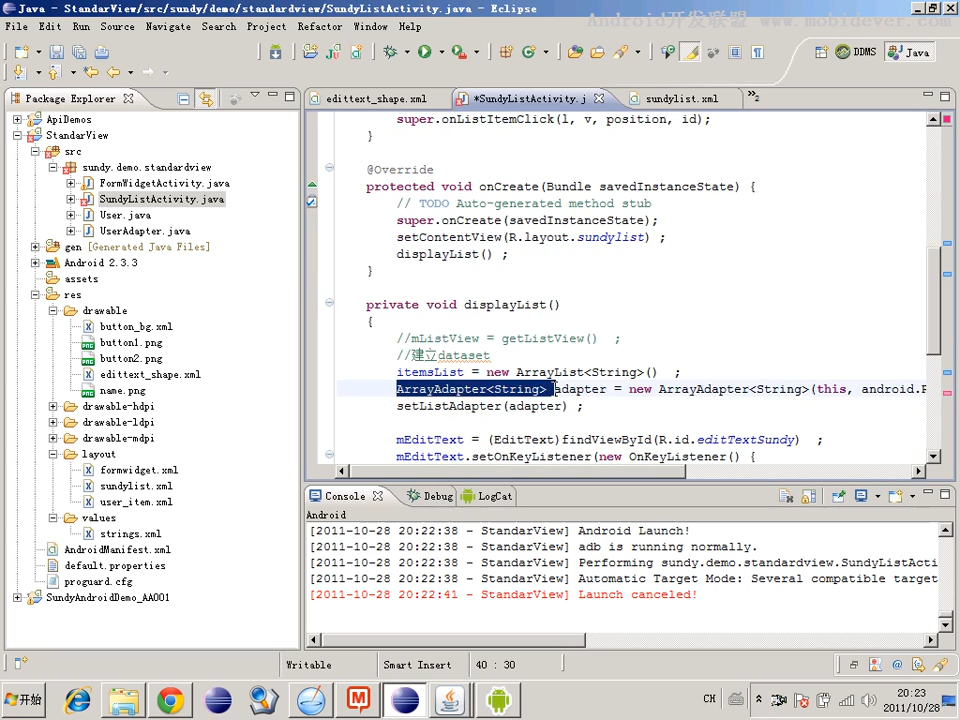 Java - StandarView/src/sundy/demo/standardview/SundyListActivity.java - Eclipse
Android开发联盟 www.mobidever.com
File Edit Run Source Navigate Search Project Refactor Window Help
DDMS Java
Package Explorer
edittext_shape.xml *SundyListActivity.j sundylist.xml »2
ApiDemos
StandarView
src
sundy.demo.standardview
FormWidgetActivity.java
SundyListActivity.java
User.java
UserAdapter.java
gen [Generated Java Files]
Android 2.3.3
assets
res
drawable
button_bg.xml
button1.png
button2.png
edittext_shape.xml
name.png
drawable-hdpi
drawable-ldpi
drawable-mdpi
layout
formwidget.xml
sundylist.xml
user_item.xml
values
strings.xml
AndroidManifest.xml
default.properties
proguard.cfg
SundyAndroidDemo_AA001
super.onListItemClick(l, v, position, id);
}
@Override
protected void onCreate(Bundle savedInstanceState) {
// TODO Auto-generated method stub
super.onCreate(savedInstanceState);
setContentView(R.layout.sundylist) ;
displayList() ;
}
private void displayList()
{
//mListView = getListView() ;
//建立dataset
itemsList = new ArrayList<String>() ;
ArrayAdapter<String> adapter = new ArrayAdapter<String>(this, android.R
setListAdapter(adapter) ;
mEditText = (EditText)findViewById(R.id.editTextSundy) ;
mEditText.setOnKeyListener(new OnKeyListener() {
Console Debug LogCat
Android
[2011-10-28 20:22:38 - StandarView] Android Launch!
[2011-10-28 20:22:38 - StandarView] adb is running normally.
[2011-10-28 20:22:38 - StandarView] Performing sundy.demo.standardview.SundyListActi
[2011-10-28 20:22:38 - StandarView] Automatic Target Mode: Several compatible target
[2011-10-28 20:22:41 - StandarView] Launch canceled!
Writable Smart Insert 40 : 30
开始
CH
20:23
2011/10/28